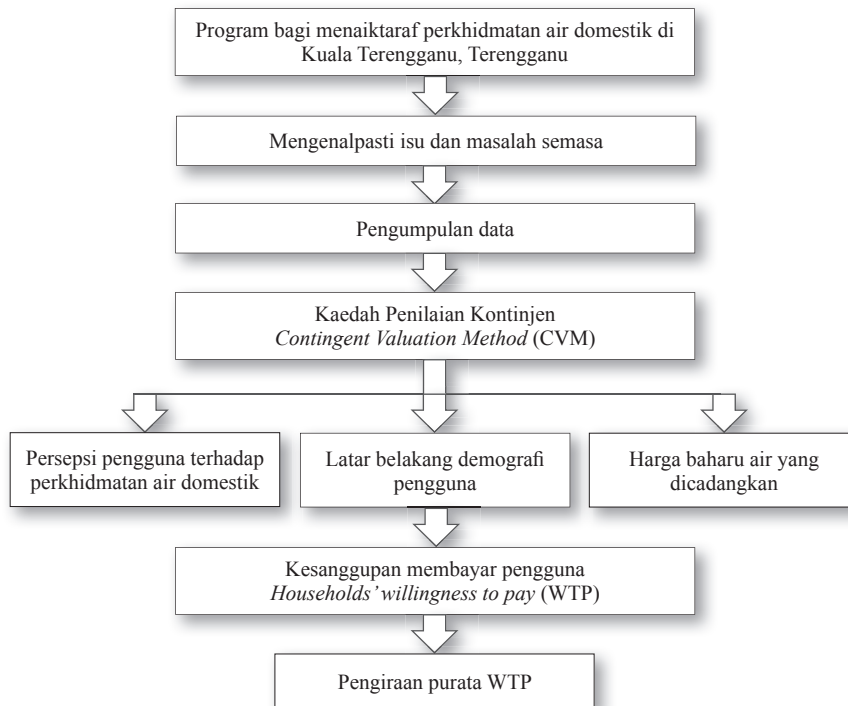 Program bagi menaiktaraf perkhidmatan air domestik di
Kuala Terengganu, Terengganu
Mengenalpasti isu dan masalah semasa
Pengumpulan data
Kaedah Penilaian Kontinjen
Contingent Valuation Method (CVM)
Persepsi pengguna terhadap
perkhidmatan air domestik
Latar belakang demografi
pengguna
Harga baharu air yang
dicadangkan
Kesanggupan membayar pengguna
Households’ willingness to pay (WTP)
Pengiraan purata WTP